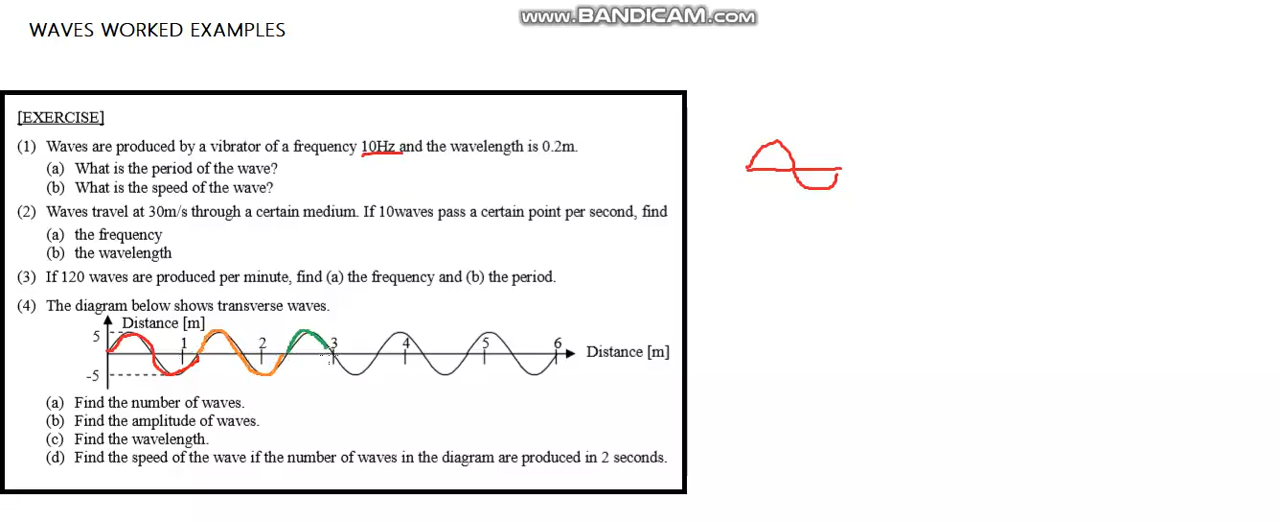 www.BANDICAM.com
WAVES WORKED EXAMPLES
[EXERCISE]
(1) Waves are produced by a vibrator of a frequency 10Hz and the wavelength is 0.2m.
(a) What is the period of the wave?
(b) What is the speed of the wave?
(2) Waves travel at 30m/s through a certain medium. If 10waves pass a certain point per second, find
(a) the frequency
(b) the wavelength
(3) If 120 waves are produced per minute, find (a) the frequency and (b) the period.
(4) The diagram below shows transverse waves.
Distance [m]
5 1 2 3 4 5 6
Distance [m]
-5
(a) Find the number of waves.
(b) Find the amplitude of waves.
(c) Find the wavelength.
(d) Find the speed of the wave if the number of waves in the diagram are produced in 2 seconds.